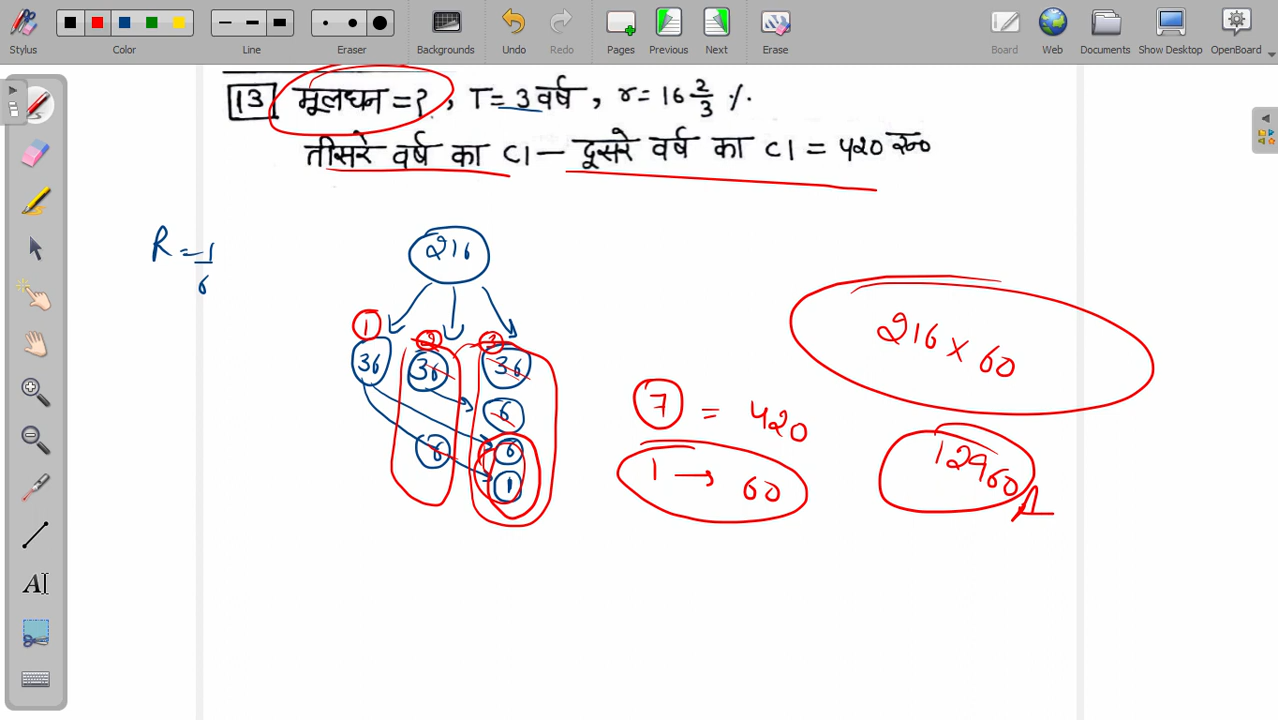 Stylus Color Line Eraser Backgrounds Undo Redo Pages Previous Next Erase Board Web Documents Show Desktop OpenBoard
13 मूलधन = ?, T = 3 वर्ष, r = 16 2/3 %.
तीसरे वर्ष का CI – दूसरे वर्ष का CI = 420 रू०
R = 1/6
216
1 2 3
36 36 36
6
6 6
1
7 = 420
1 → 60
216 × 60
12960